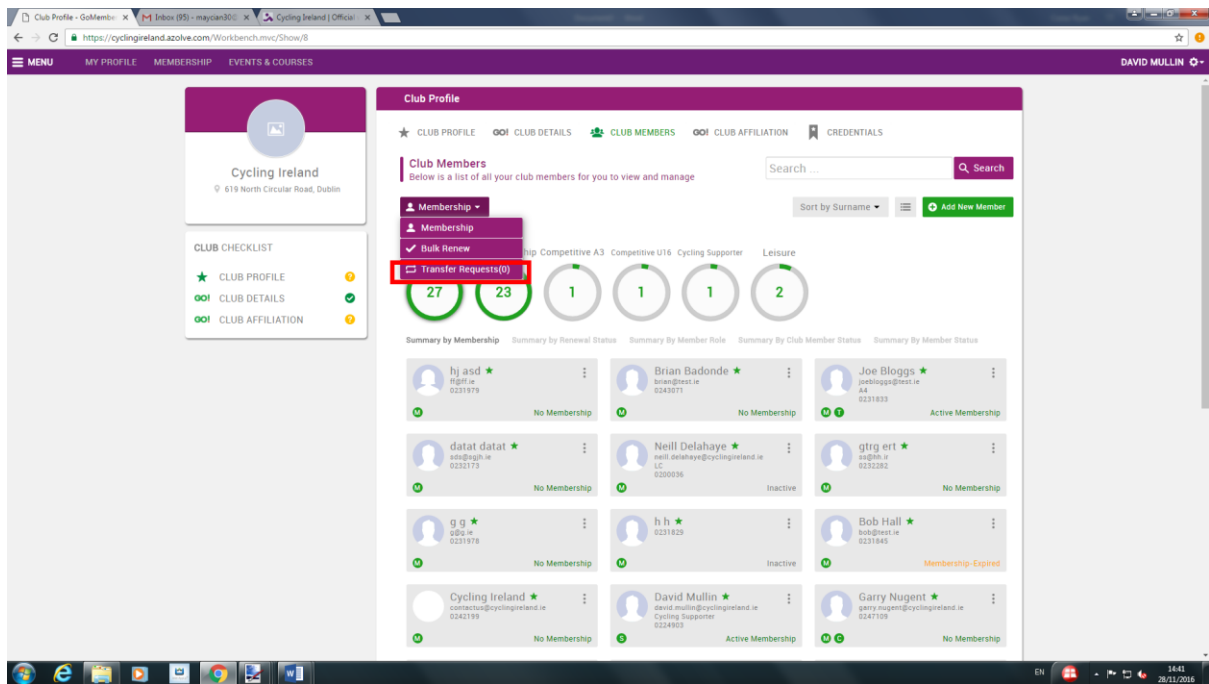 Club Profile - GoMember
Inbox (95) - maycian30@
Cycling Ireland | Official
https://cyclingireland.azolve.com/Workbench.mvc/Show/8
MENU MY PROFILE MEMBERSHIP EVENTS & COURSES DAVID MULLIN
Cycling Ireland
619 North Circular Road, Dublin
CLUB CHECKLIST
CLUB PROFILE ?
GO! CLUB DETAILS
GO! CLUB AFFILIATION ?
Club Profile
CLUB PROFILE GO! CLUB DETAILS CLUB MEMBERS GO! CLUB AFFILIATION CREDENTIALS
Club Members
Below is a list of all your club members for you to view and manage
Search ... Search
Membership Sort by Surname Add New Member
Membership
Bulk Renew
Transfer Requests(0)
hip Competitive A3 Competitive U16 Cycling Supporter Leisure
27 23 1 1 1 2
Summary by Membership Summary by Renewal Status Summary By Member Role Summary By Club Member Status Summary By Member Status
hj asd
ff@ff.ie
0231979
M No Membership
Brian Badonde
brian@test.ie
0243071
M No Membership
Joe Bloggs
joebloggs@test.ie
A4
0231833
M T Active Membership
datat datat
sds@sgjh.ie
0232173
M No Membership
Neill Delahaye
neill.delahaye@cyclingireland.ie
LC
0200036
M Inactive
gtrg ert
ss@hh.ir
0232282
M No Membership
g g
g@g.ie
0231978
M No Membership
h h
0231829
M Inactive
Bob Hall
bob@test.ie
0231845
M Membership-Expired
Cycling Ireland
contactus@cyclingireland.ie
0242199
M No Membership
David Mullin
david.mullin@cyclingireland.ie
Cycling Supporter
0224903
S Active Membership
Garry Nugent
garry.nugent@cyclingireland.ie
0247109
M C No Membership
EN 14:41
28/11/2016